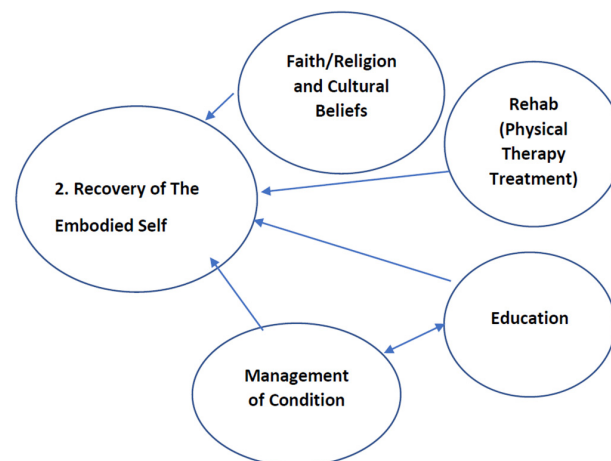 Faith/Religion
and Cultural
Beliefs
Rehab
(Physical
Therapy
Treatment)
2. Recovery of The
Embodied Self
Education
Management
of Condition